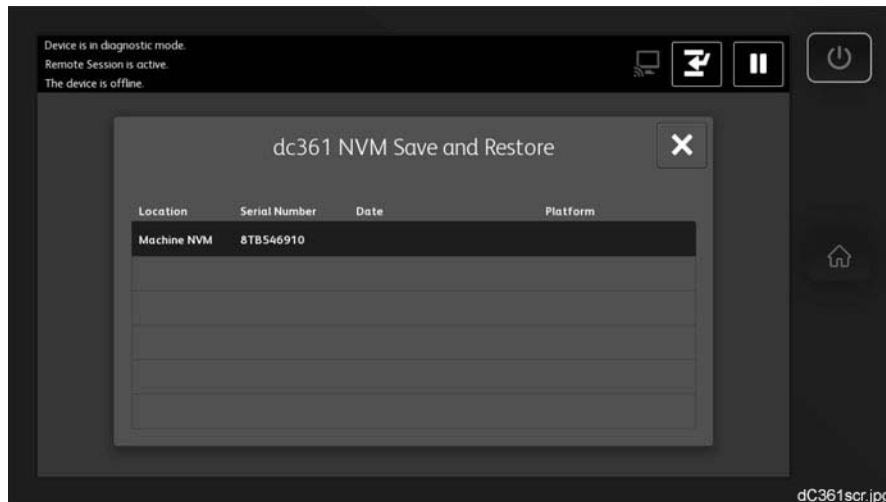 Device is in diagnostic mode.
Remote Session is active.
The device is offline.
dc361 NVM Save and Restore
Location Serial Number Date Platform
Machine NVM 8TB546910
dC361scr.jpg